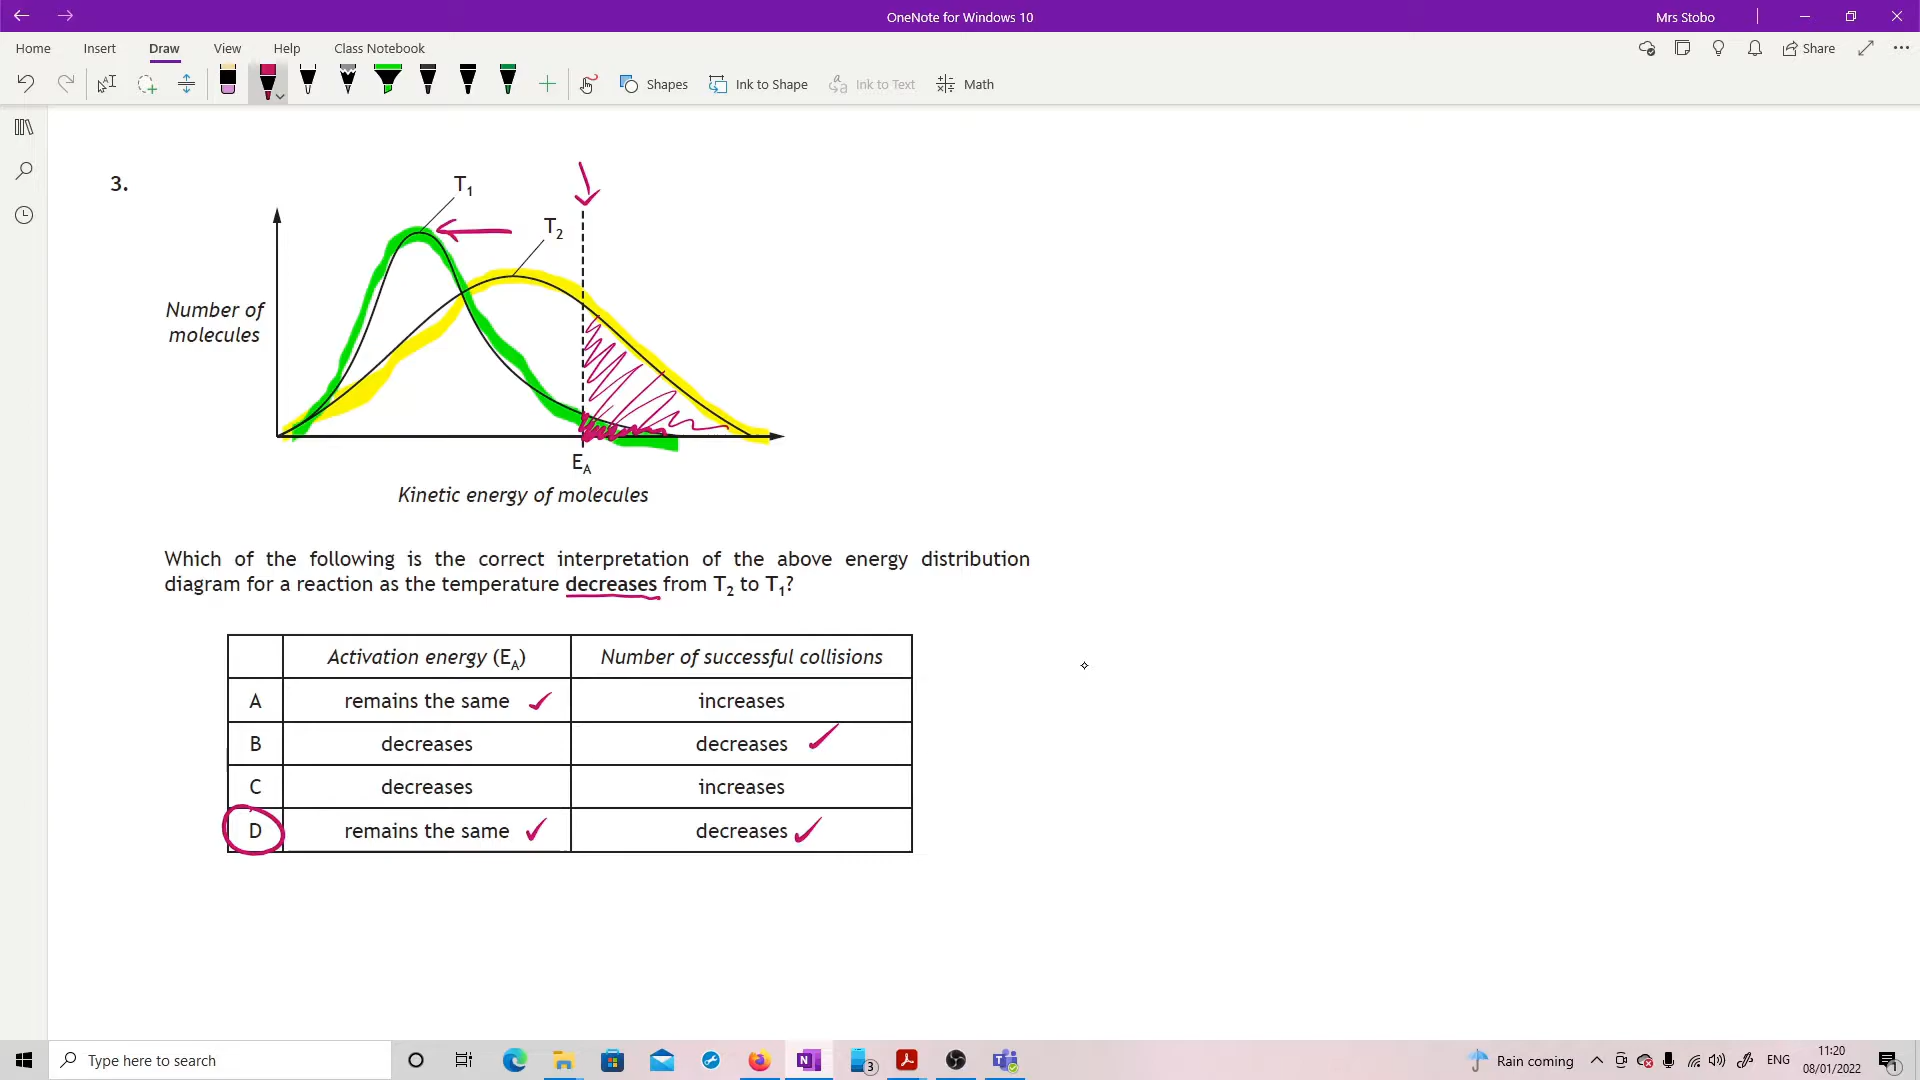 OneNote for Windows 10
Mrs Stobo
Home Insert Draw View Help Class Notebook
Share
Shapes Ink to Shape Ink to Text Math
3.
T1
T2
Number of
molecules
EA
Kinetic energy of molecules
Which of the following is the correct interpretation of the above energy distribution
diagram for a reaction as the temperature decreases from T2 to T1?
Activation energy (EA) Number of successful collisions
A remains the same increases
B decreases decreases
C decreases increases
D remains the same decreases
Type here to search
3
Rain coming
ENG
11:20
08/01/2022
1